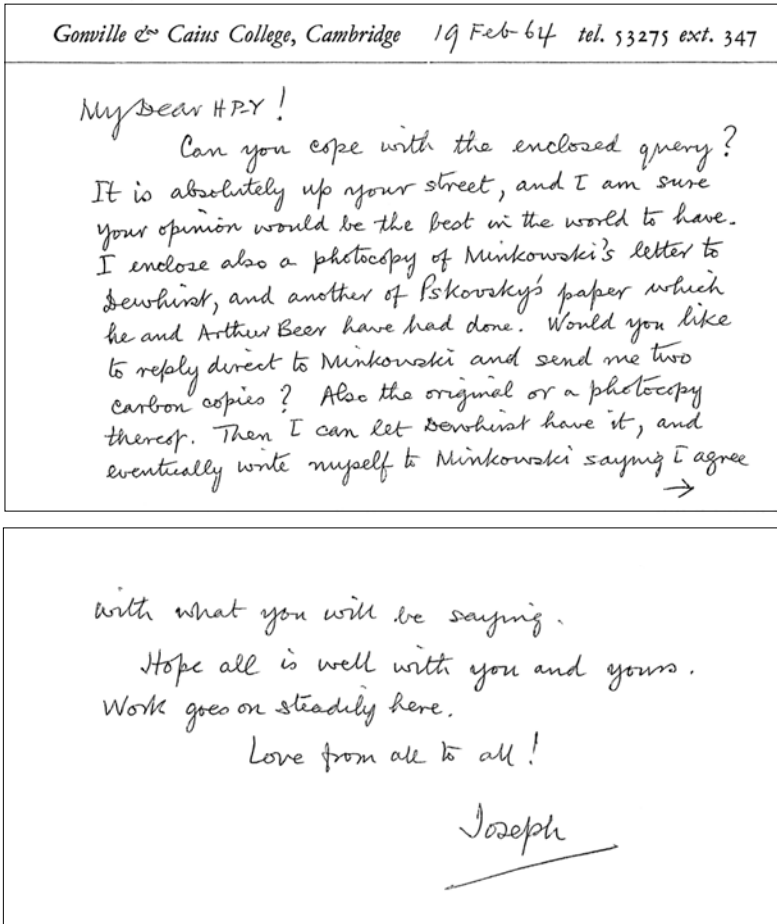 Gonville & Caius College, Cambridge 19 Feb 64 tel. 53275 ext. 347
My Dear HP-Y!
Can you cope with the enclosed query?
It is absolutely up your street, and I am sure
your opinion would be the best in the world to have.
I enclose also a photocopy of Minkowski's letter to
Dewhirst, and another of Pskovsky's paper which
he and Arthur Beer have had done. Would you like
to reply direct to Minkowski and send me two
carbon copies? Also the original or a photocopy
thereof. Then I can let Dewhirst have it, and
eventually write myself to Minkowski saying I agree
→
with what you will be saying.
Hope all is well with you and yours.
Work goes on steadily here.
Love from all to all!
Joseph